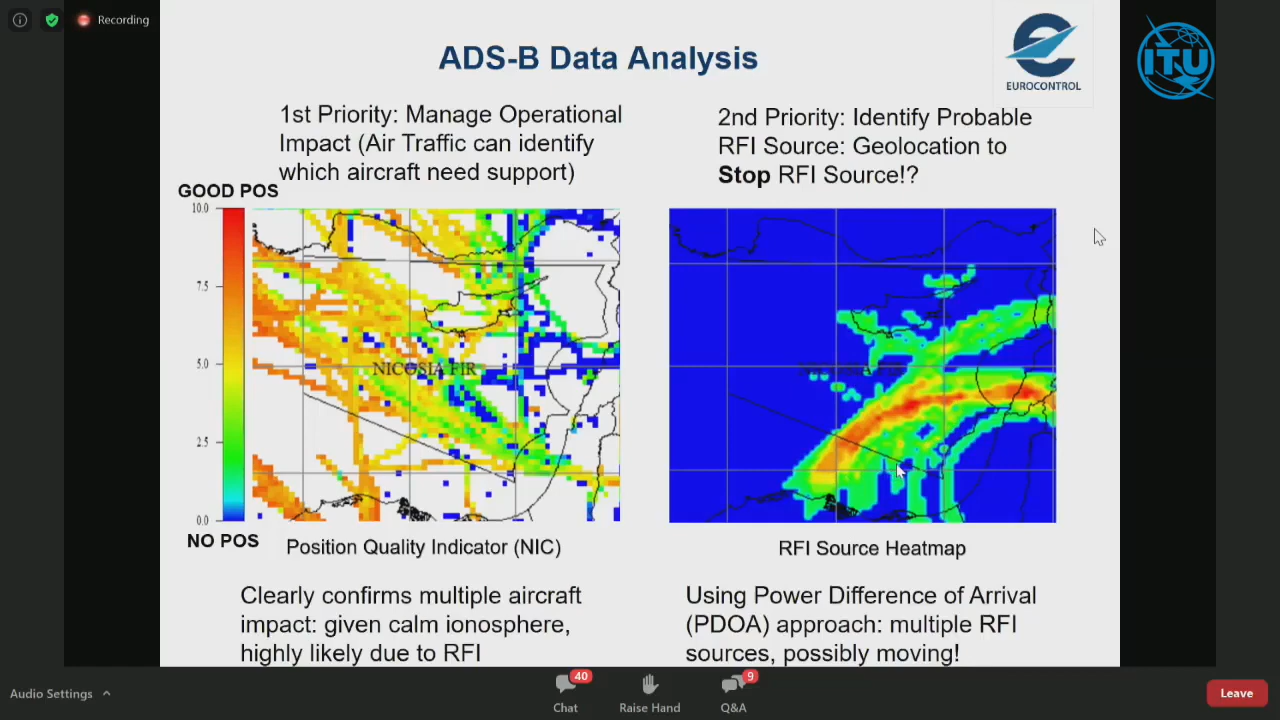 Recording
ADS-B Data Analysis
EUROCONTROL
ITU
1st Priority: Manage Operational
Impact (Air Traffic can identify
which aircraft need support)
2nd Priority: Identify Probable
RFI Source: Geolocation to
Stop RFI Source!?
GOOD POS
10.0
7.5
5.0
2.5
0.0
NO POS
NICOSIA FIR
Position Quality Indicator (NIC)
RFI Source Heatmap
Clearly confirms multiple aircraft
impact: given calm ionosphere,
highly likely due to RFI
Using Power Difference of Arrival
(PDOA) approach: multiple RFI
sources, possibly moving!
Audio Settings
40
Chat
Raise Hand
9
Q&A
Leave